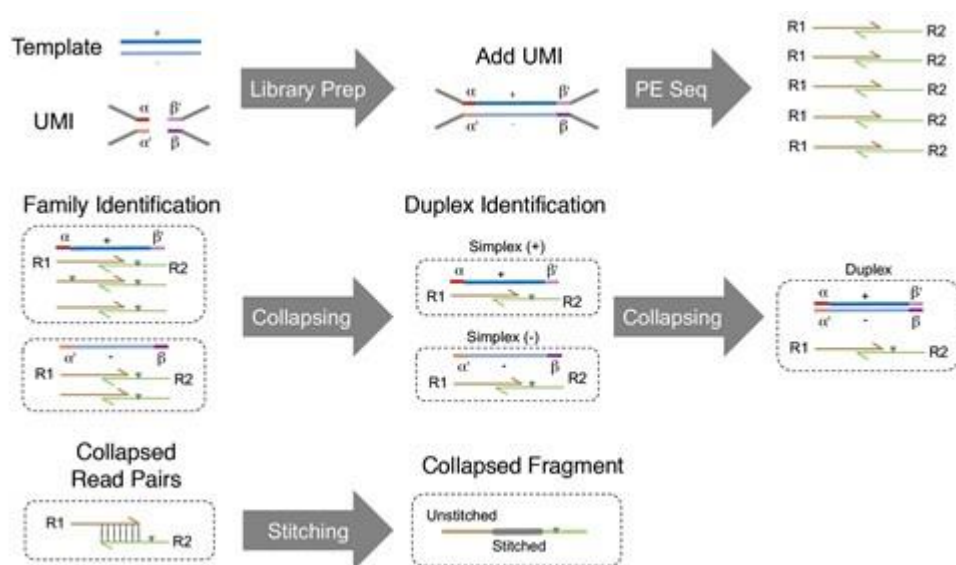 Template
+
-
UMI
α β'
α' β
Library Prep
Add UMI
α + β'
α' - β
PE Seq
R1 R2
R1 R2
R1 R2
R1 R2
R1 R2
Family Identification
α + β'
R1 R2
α' - β
R1 R2
Collapsing
Duplex Identification
Simplex (+)
α + β'
R1 R2
Simplex (-)
α' - β
R1 R2
Collapsing
Duplex
α + β'
α' - β
R1 R2
Collapsed
Read Pairs
R1
R2
Stitching
Collapsed Fragment
Unstitched
Stitched